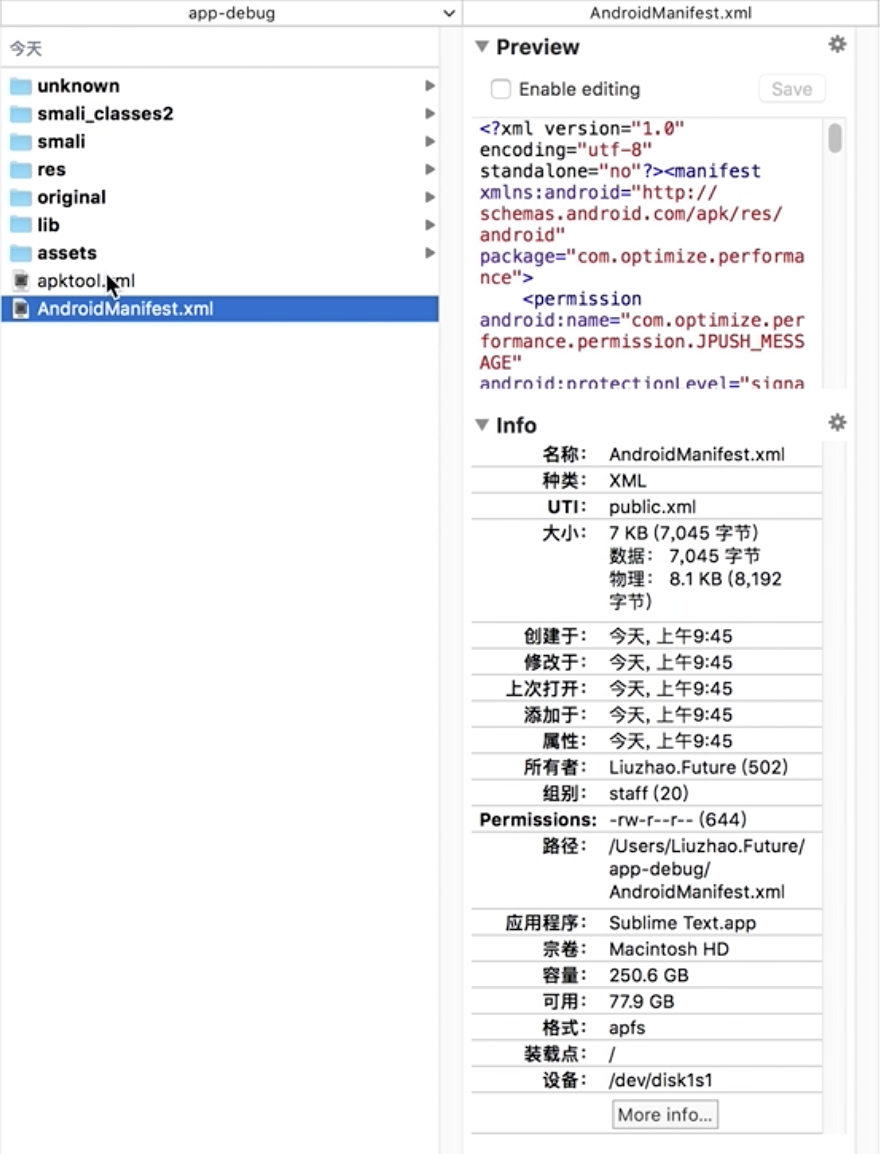 app-debug
AndroidManifest.xml
今天
unknown
smali_classes2
smali
res
original
lib
assets
AndroidManifest.xml
Preview
Enable editing
Save
<?xml version="1.0"
encoding="utf-8"
standalone="no"?><manifest
xmlns:android="http://
schemas.android.com/apk/res/
android"
package="com.optimize.performa
nce">
<permission
android:name="com.optimize.per
formance.permission.JPUSH_MESS
AGE"
android:protectionLevel="signa
Info
名称： AndroidManifest.xml
种类： XML
UTI： public.xml
大小： 7 KB (7,045 字节)
数据： 7,045 字节
物理： 8.1 KB (8,192
字节)
创建于： 今天, 上午9:45
修改于： 今天, 上午9:45
上次打开： 今天, 上午9:45
添加于： 今天, 上午9:45
属性： 今天, 上午9:45
所有者： Liuzhao.Future (502)
组别： staff (20)
Permissions: -rw-r--r-- (644)
路径： /Users/Liuzhao.Future/
app-debug/
AndroidManifest.xml
应用程序： Sublime Text.app
宗卷： Macintosh HD
容量： 250.6 GB
可用： 77.9 GB
格式： apfs
装载点： /
设备： /dev/disk1s1
More info...